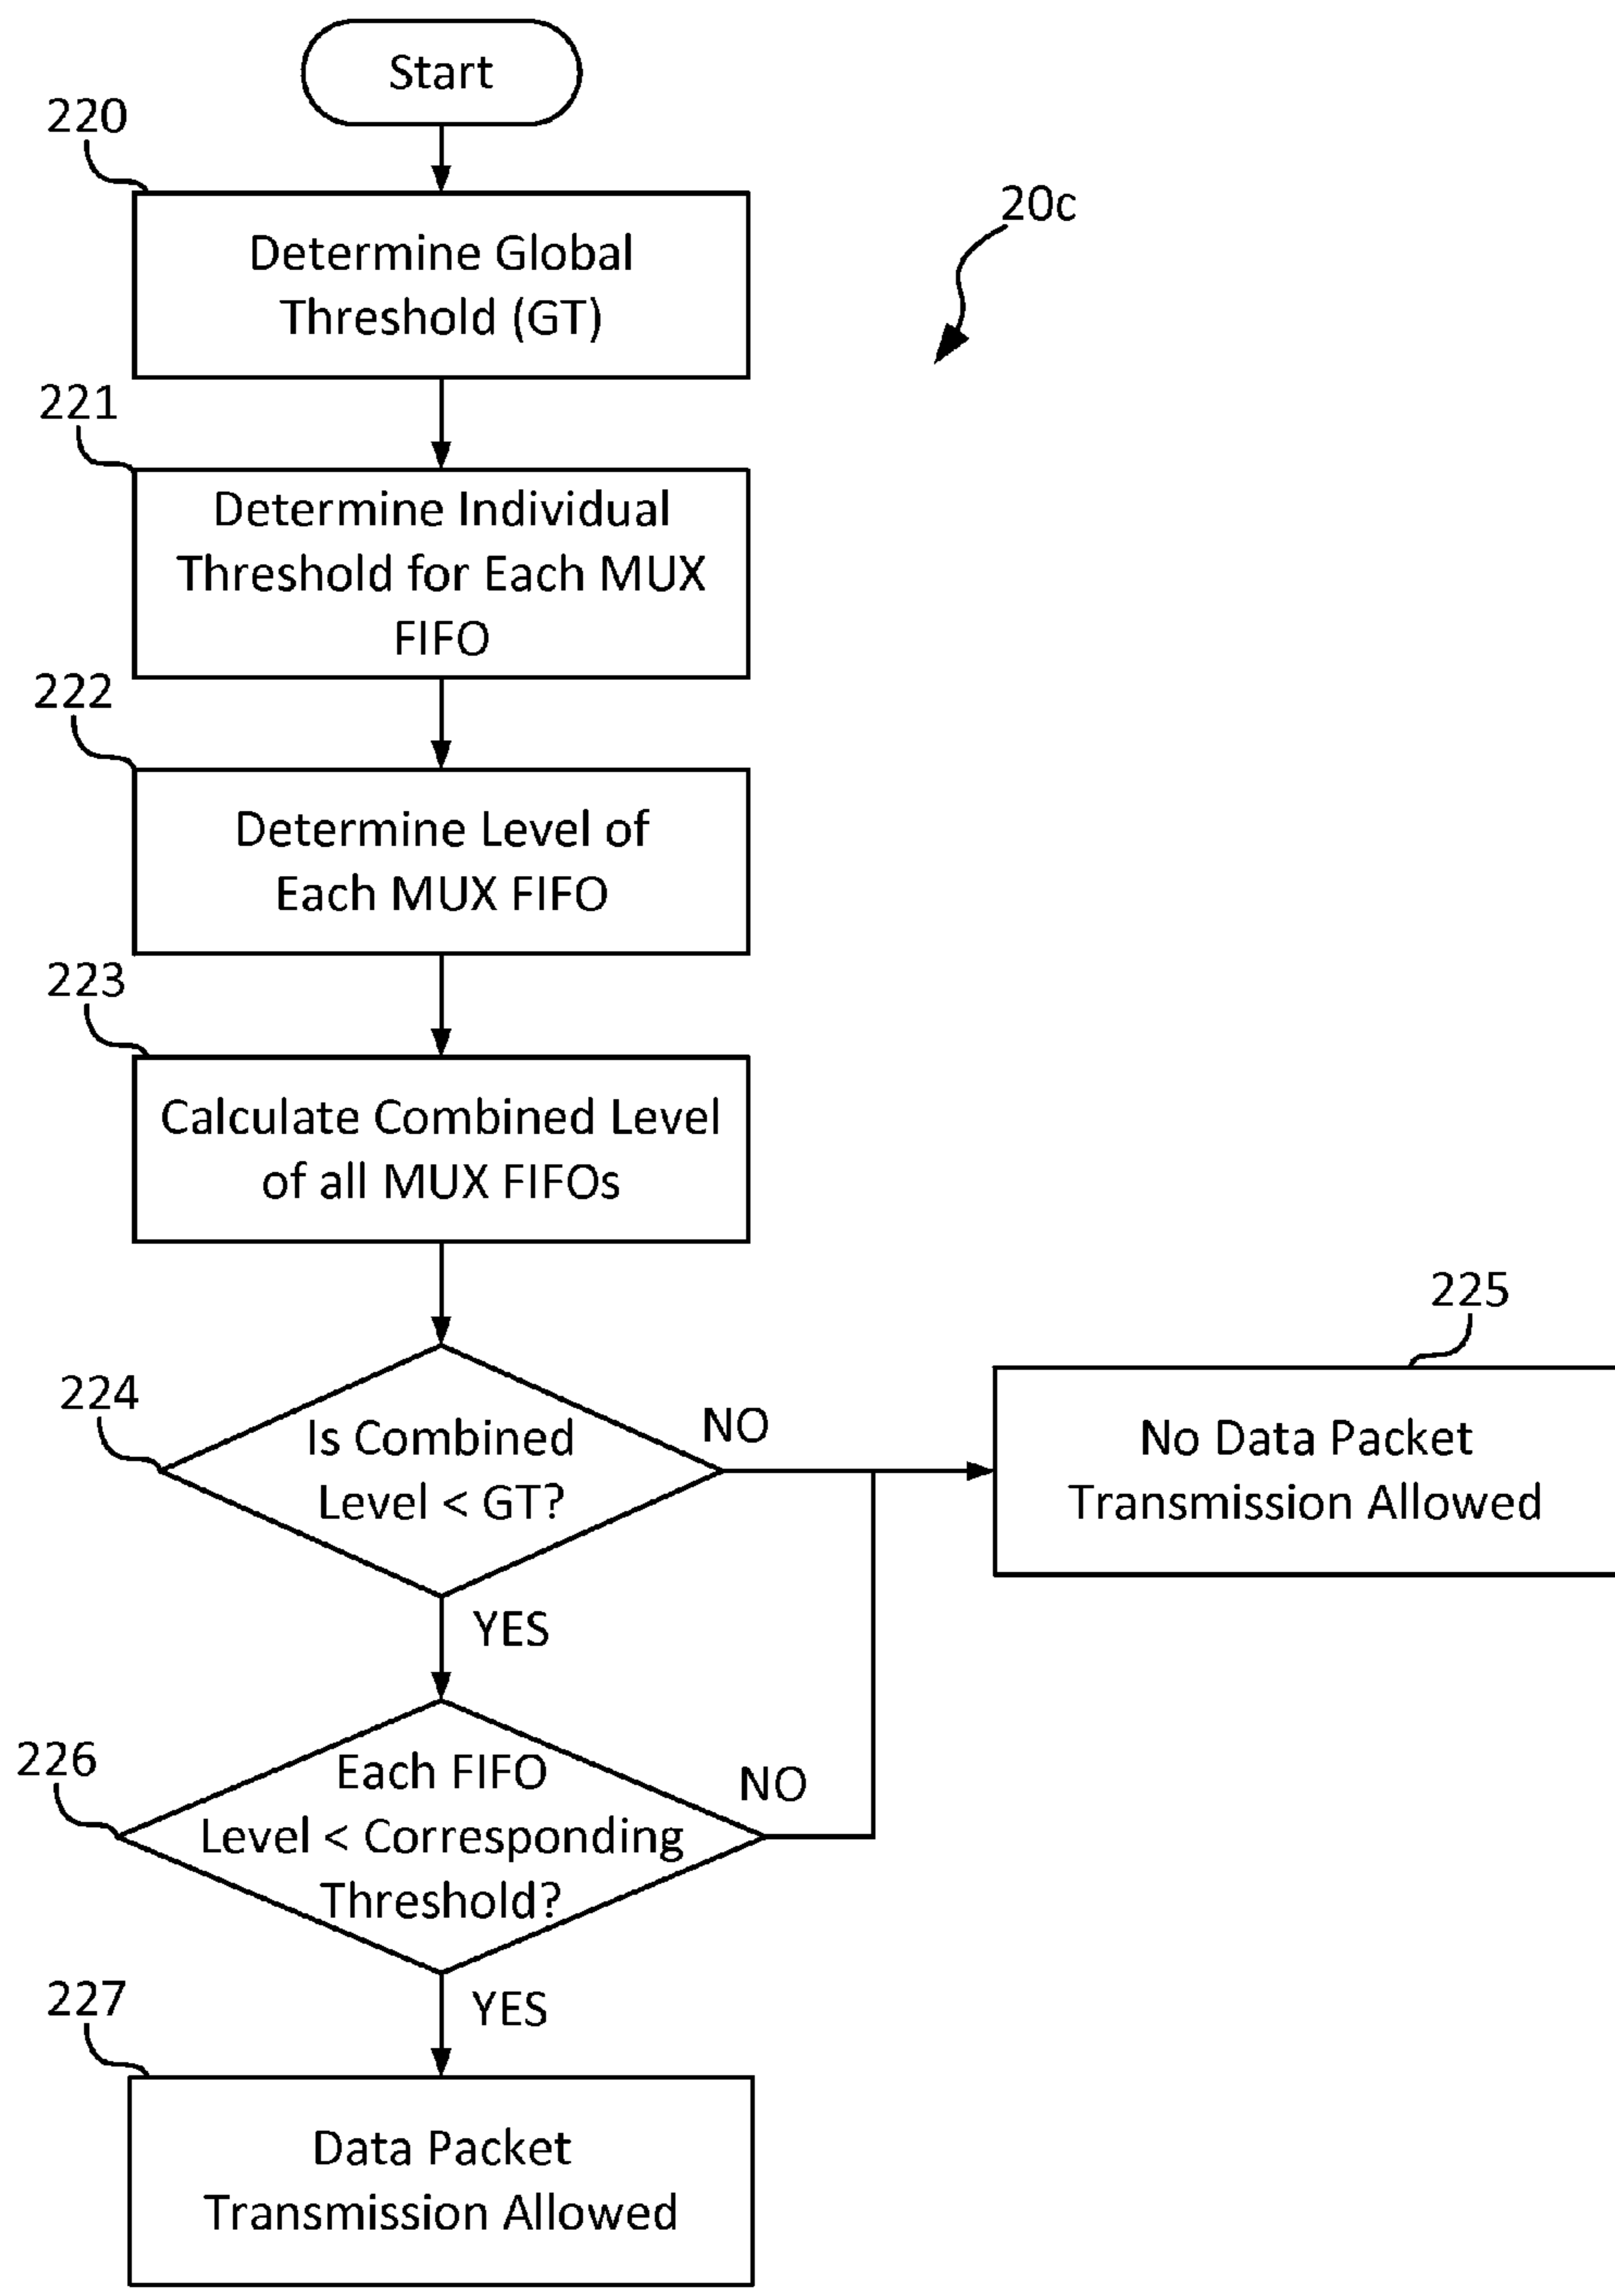 Start
220
Determine Global
Threshold (GT)
20c
221
Determine Individual
Threshold for Each MUX
FIFO
222
Determine Level of
Each MUX FIFO
223
Calculate Combined Level
of all MUX FIFOs
224
Is Combined
Level < GT?
NO
225
No Data Packet
Transmission Allowed
YES
226
Each FIFO
Level < Corresponding
Threshold?
NO
YES
227
Data Packet
Transmission Allowed